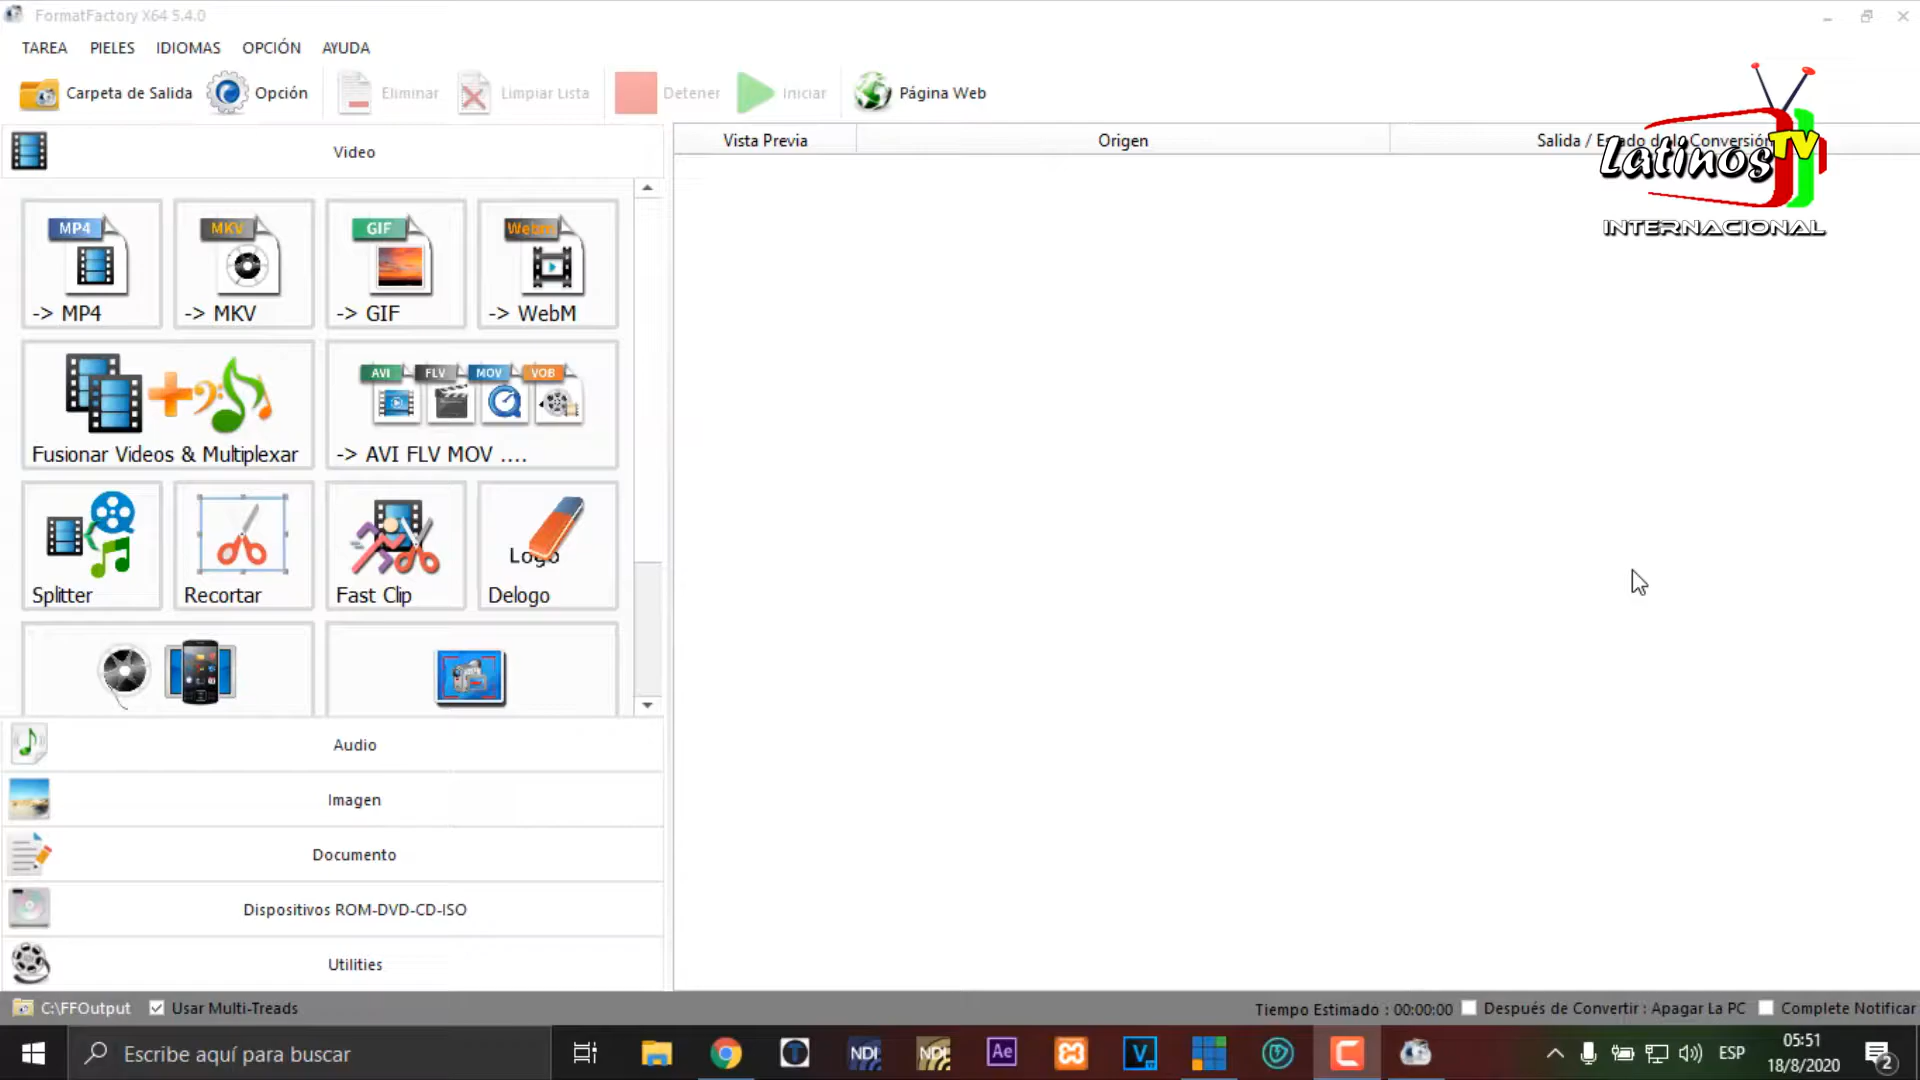 FormatFactory X64 5.4.0
TAREA PIELES IDIOMAS OPCIÓN AYUDA
Carpeta de Salida Opción Eliminar Limpiar Lista Detener Iniciar Página Web
Video
Vista Previa Origen Salida / Estado de la Conversión
Latinos TV
INTERNACIONAL
MP4 MKV GIF WebM
-> MP4 -> MKV -> GIF -> WebM
AVI FLV MOV VOB
Fusionar Videos & Multiplexar -> AVI FLV MOV ....
Logo
Splitter Recortar Fast Clip Delogo
Audio
Imagen
Documento
Dispositivos ROM-DVD-CD-ISO
Utilities
C:\FFOutput Usar Multi-Treads Tiempo Estimado : 00:00:00 Después de Convertir : Apagar La PC Complete Notificar
Escribe aquí para buscar NDI NDI Ae V ESP 05:51
18/8/2020 2